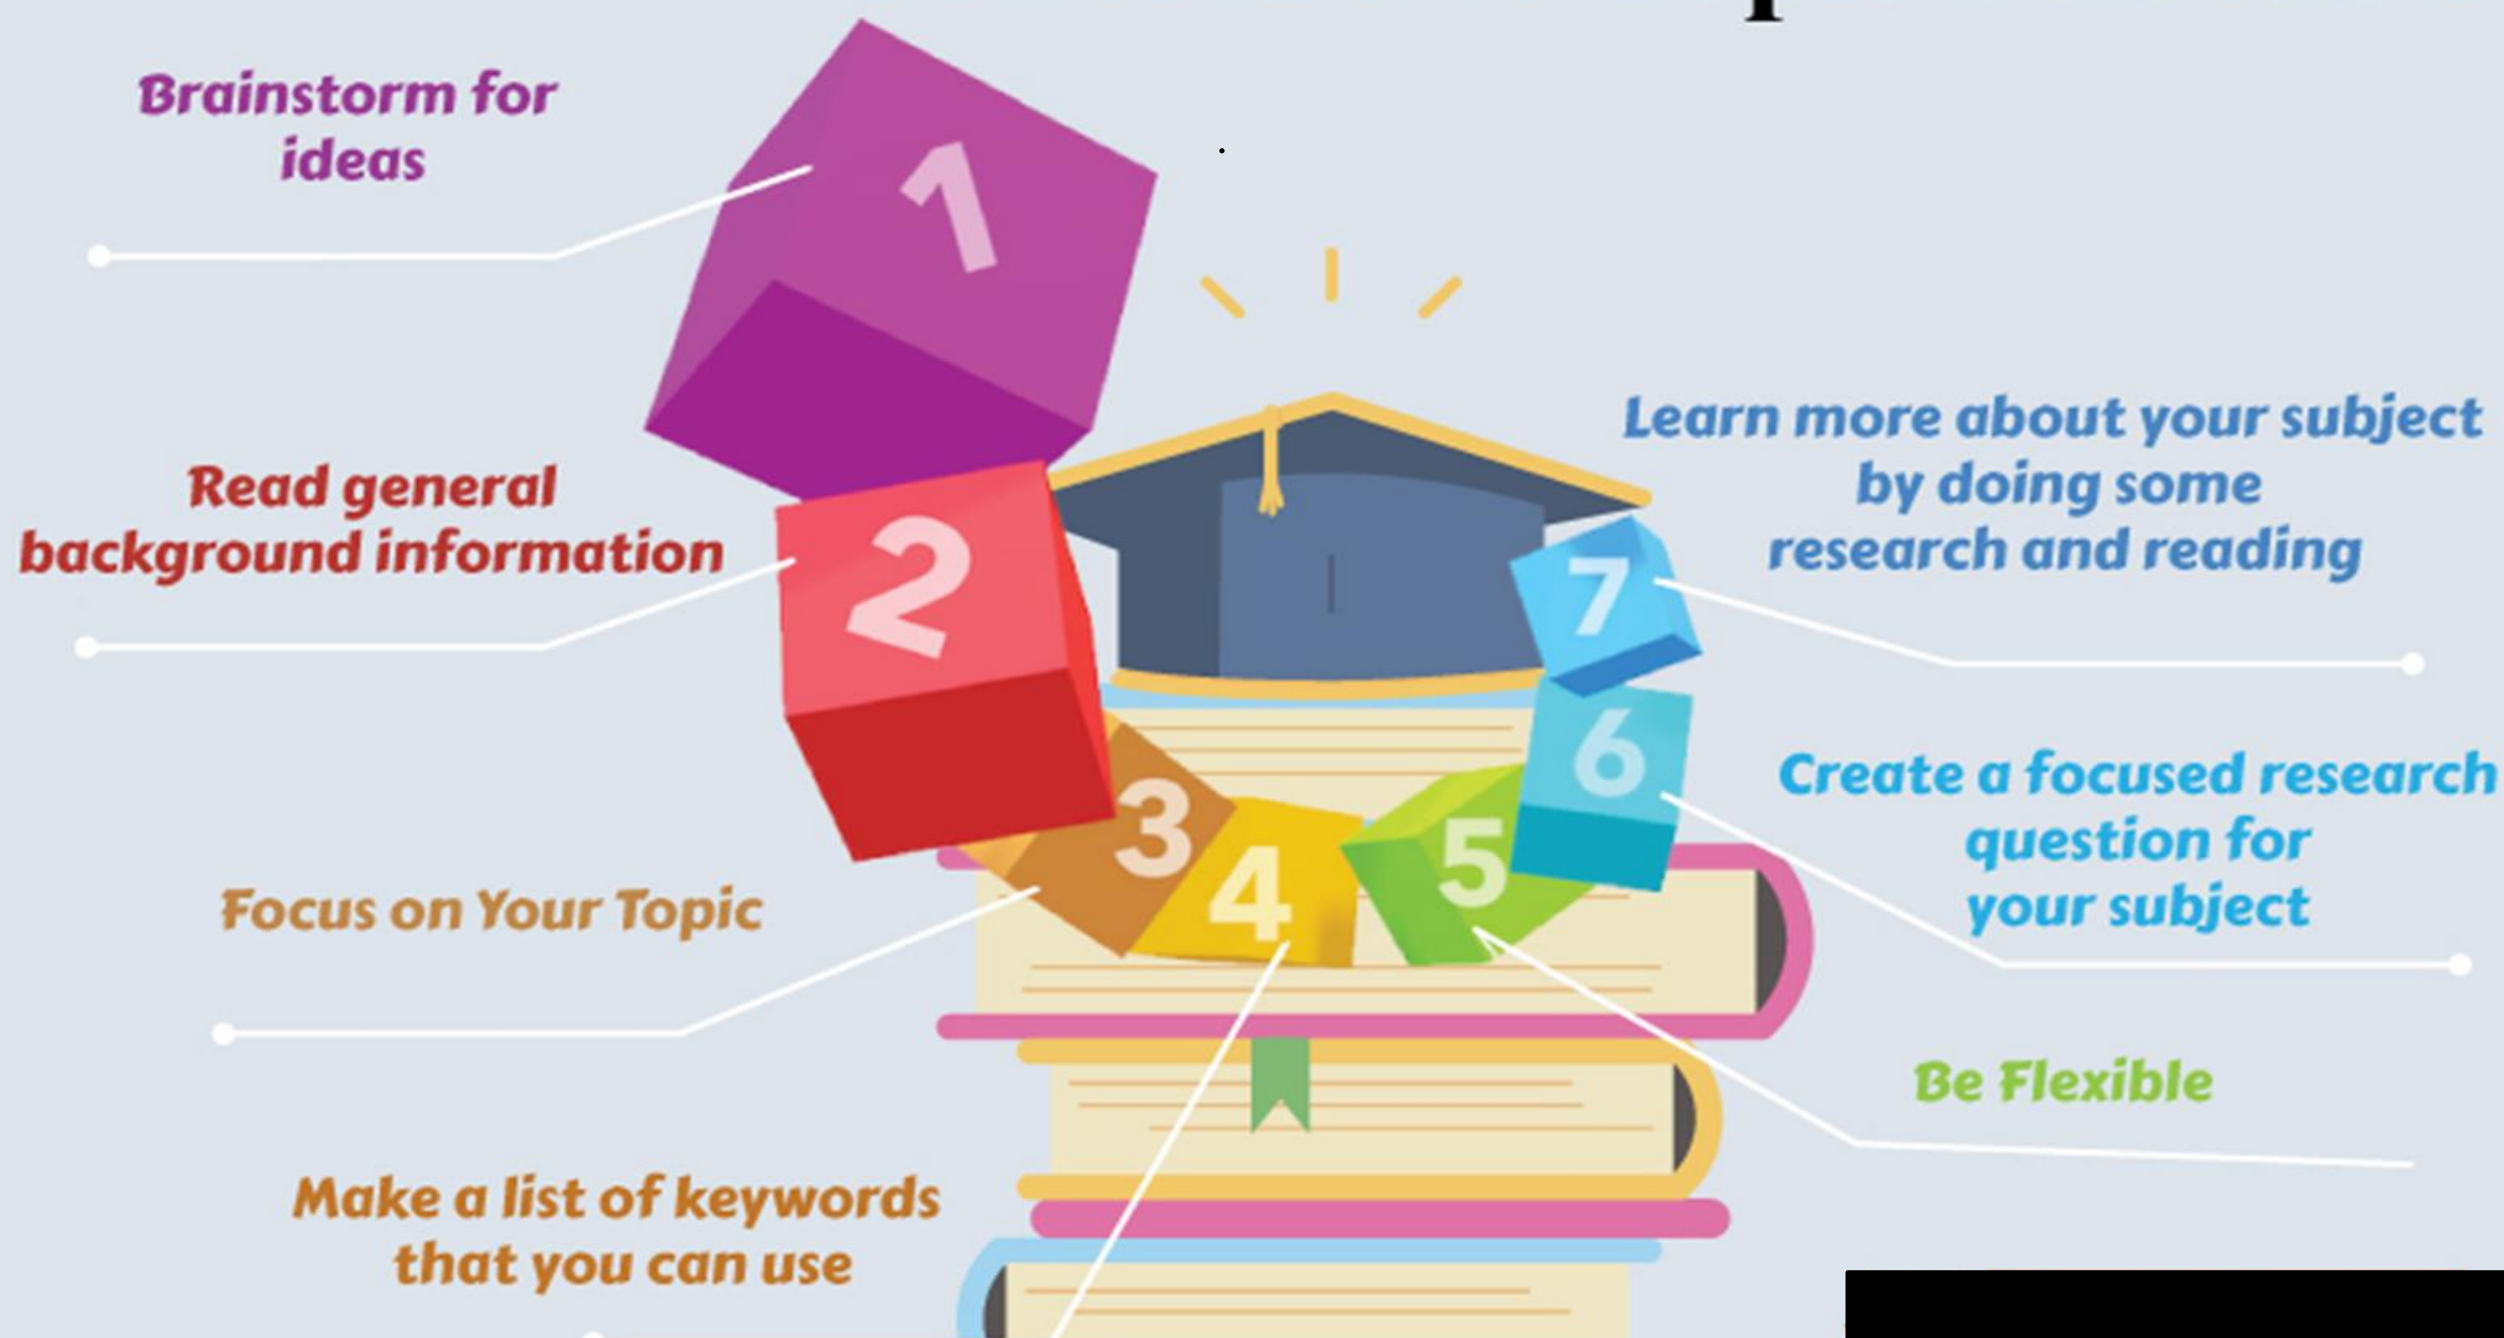 Brainstorm for
ideas
1
Read general
background information
2
Focus on Your Topic
3
Make a list of keywords
that you can use
4
5
Be Flexible
6
Create a focused research
question for
your subject
7
Learn more about your subject
by doing some
research and reading